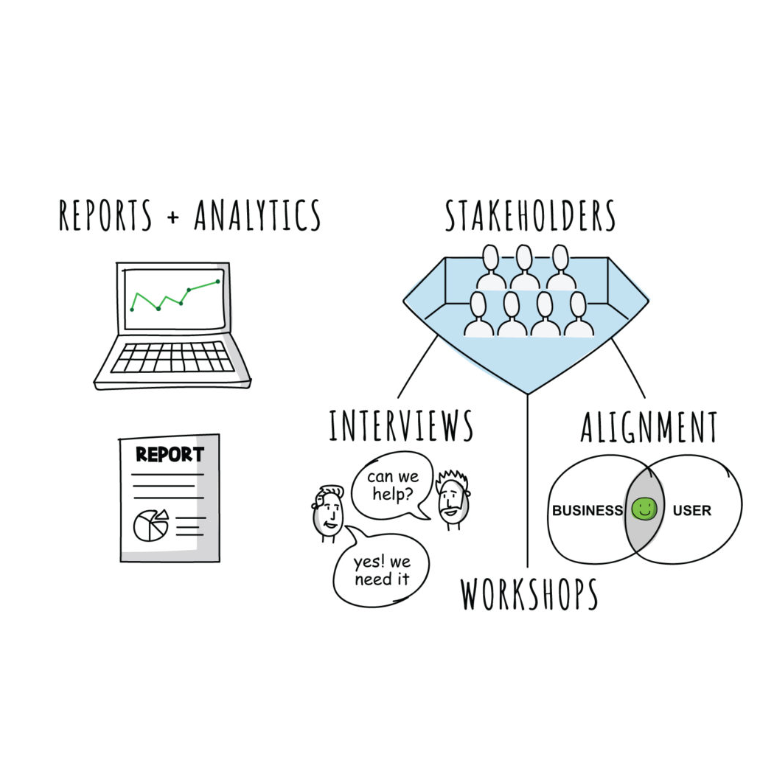 REPORTS + ANALYTICS
STAKEHOLDERS
REPORT
INTERVIEWS
can we
help?
yes! we
need it
ALIGNMENT
BUSINESS
USER
WORKSHOPS